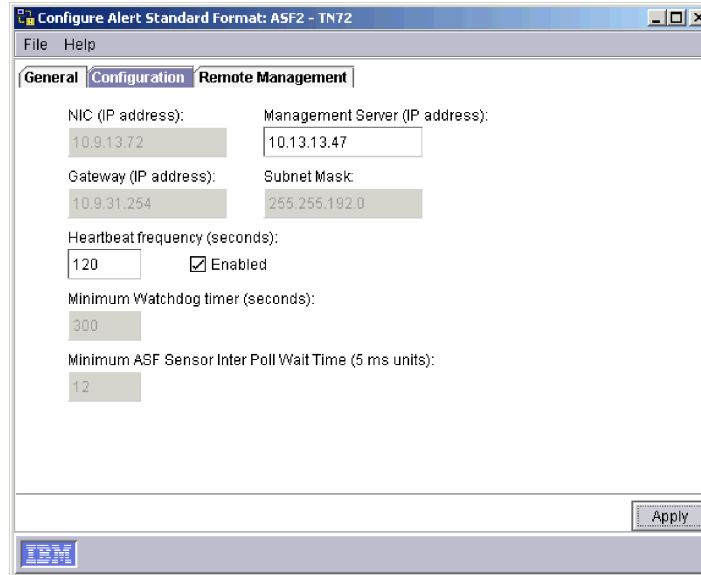 Configure Alert Standard Format: ASF2 - TN72
File Help
General Configuration Remote Management
NIC (IP address): Management Server (IP address):
10.9.13.72 10.13.13.47
Gateway (IP address): Subnet Mask:
10.9.31.254 255.255.192.0
Heartbeat frequency (seconds):
120 Enabled
Minimum Watchdog timer (seconds):
300
Minimum ASF Sensor Inter Poll Wait Time (5 ms units):
12
Apply
IBM